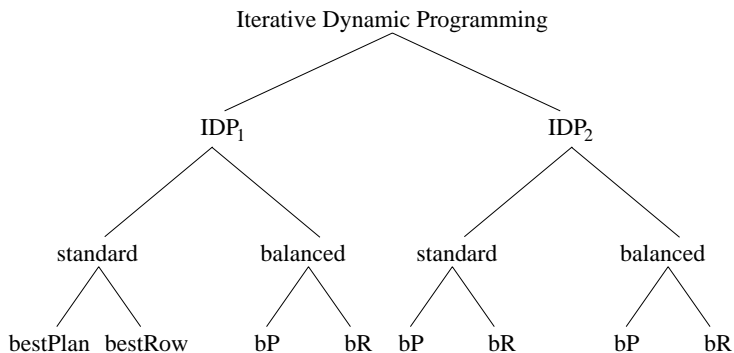 Iterative Dynamic Programming
IDP1 IDP2
standard balanced standard balanced
bestPlan bestRow bP bR bP bR bP bR